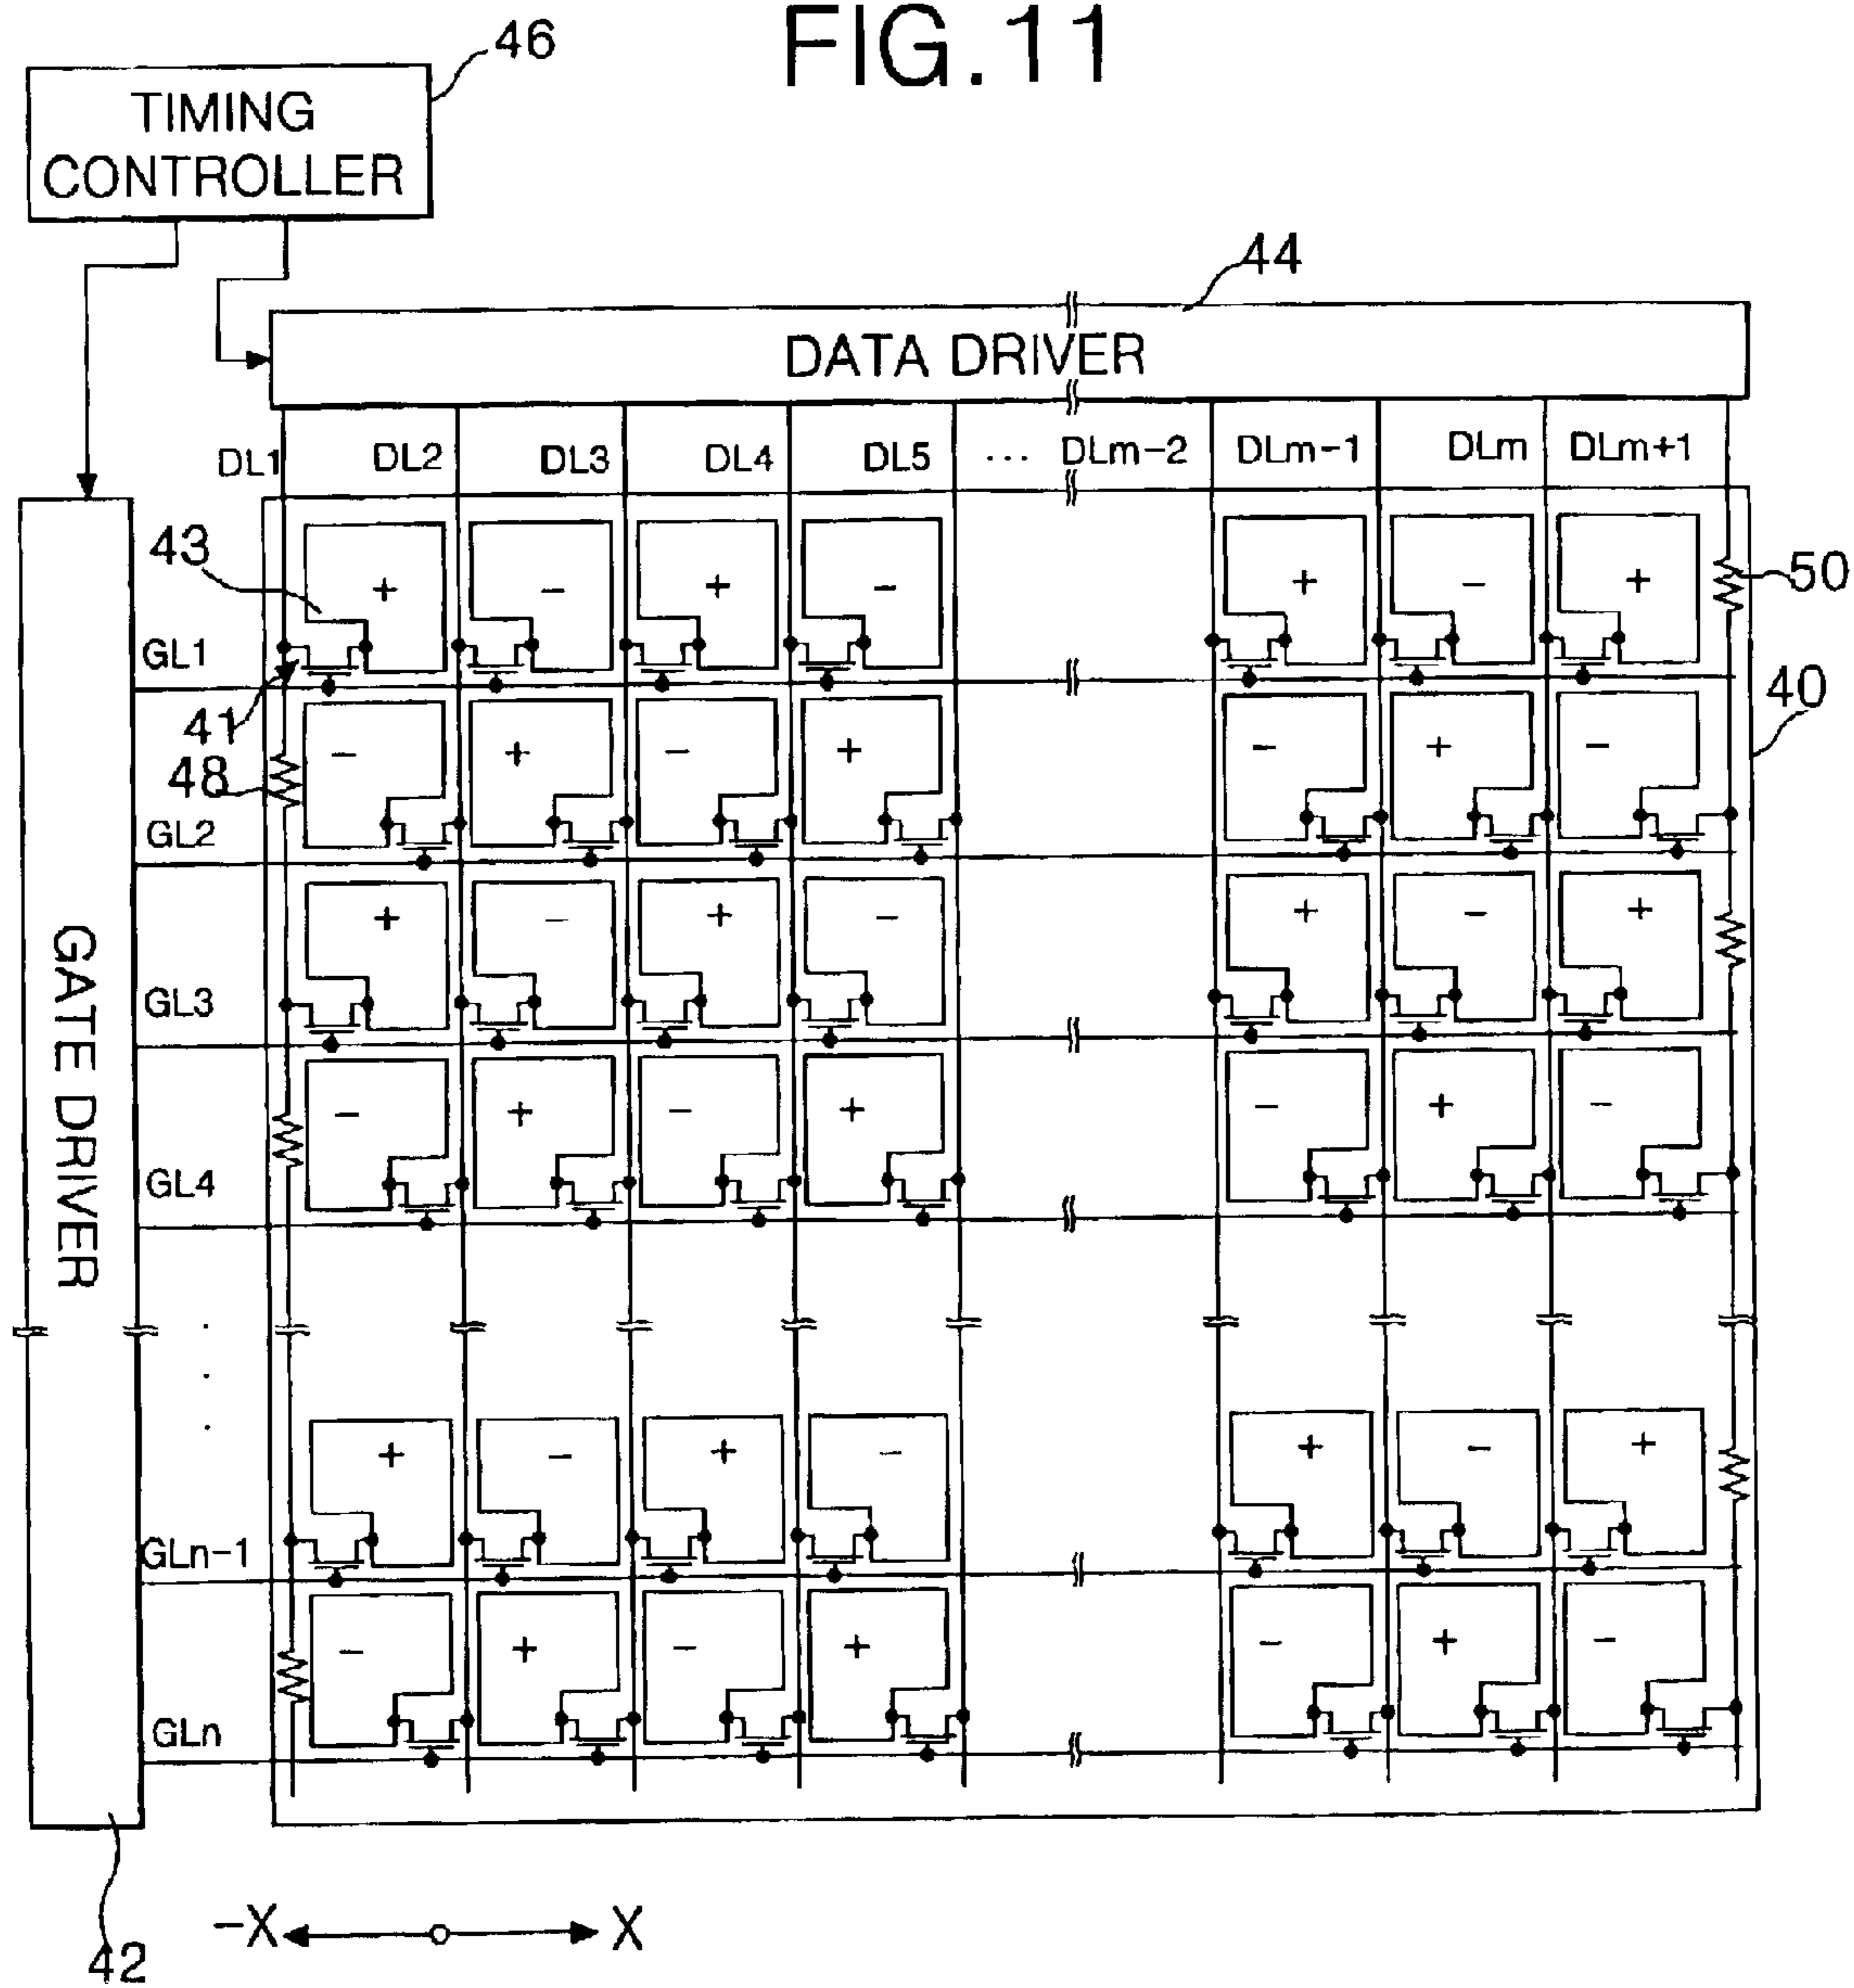 FIG.11
46
TIMING
CONTROLLER
44
DATA DRIVER
DL1 DL2 DL3 DL4 DL5 ... DLm-2 DLm-1 DLm DLm+1
43 + - + - + - + 50
GL1
41 40
- + - + - + -
48
GL2
+ - + - + - +
GATE DRIVER
GL3
- + - + - + -
GL4
+ - + - + - +
GLn-1
- + - + - + -
GLn
-X X
42